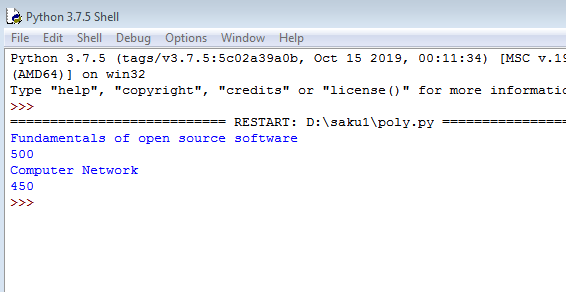 Python 3.7.5 Shell
File Edit Shell Debug Options Window Help
Python 3.7.5 (tags/v3.7.5:5c02a39a0b, Oct 15 2019, 00:11:34) [MSC v.19
(AMD64)] on win32
Type "help", "copyright", "credits" or "license()" for more informatio
>>>
=========================== RESTART: D:\saku1\poly.py ================
Fundamentals of open source software
500
Computer Network
450
>>>